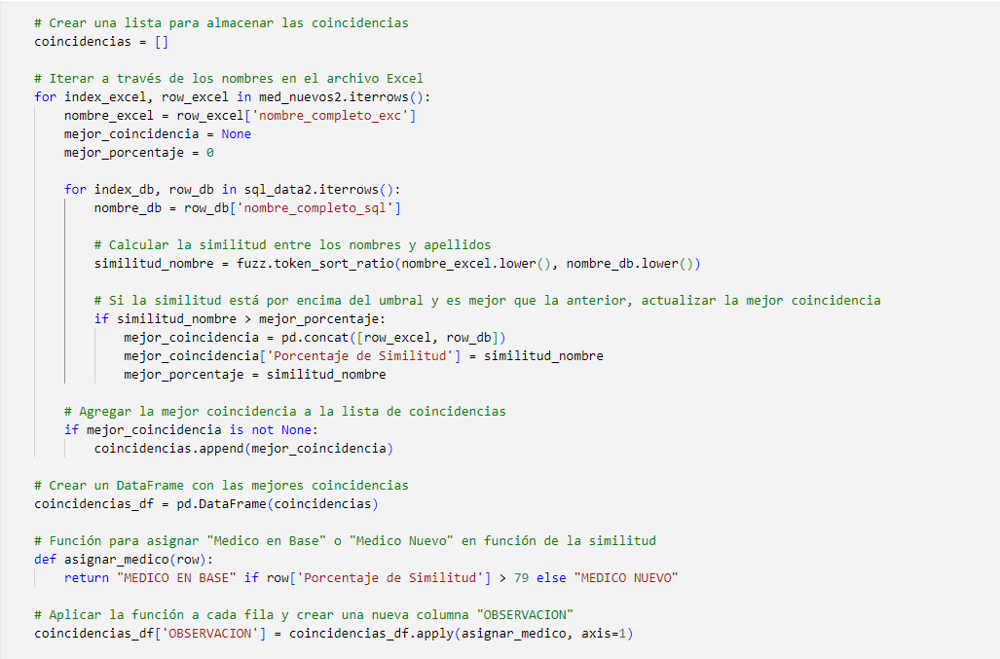 # Crear una lista para almacenar las coincidencias
coincidencias = []
# Iterar a través de los nombres en el archivo Excel
for index_excel, row_excel in med_nuevos2.iterrows():
    nombre_excel = row_excel['nombre_completo_exc']
    mejor_coincidencia = None
    mejor_porcentaje = 0
    for index_db, row_db in sql_data2.iterrows():
        nombre_db = row_db['nombre_completo_sql']
        # Calcular la similitud entre los nombres y apellidos
        similitud_nombre = fuzz.token_sort_ratio(nombre_excel.lower(), nombre_db.lower())
        # Si la similitud está por encima del umbral y es mejor que la anterior, actualizar la mejor coincidencia
        if similitud_nombre > mejor_porcentaje:
            mejor_coincidencia = pd.concat([row_excel, row_db])
            mejor_coincidencia['Porcentaje de Similitud'] = similitud_nombre
            mejor_porcentaje = similitud_nombre
    # Agregar la mejor coincidencia a la lista de coincidencias
    if mejor_coincidencia is not None:
        coincidencias.append(mejor_coincidencia)
# Crear un DataFrame con las mejores coincidencias
coincidencias_df = pd.DataFrame(coincidencias)
# Función para asignar "Medico en Base" o "Medico Nuevo" en función de la similitud
def asignar_medico(row):
    return "MEDICO EN BASE" if row['Porcentaje de Similitud'] > 79 else "MEDICO NUEVO"
# Aplicar la función a cada fila y crear una nueva columna "OBSERVACION"
coincidencias_df['OBSERVACION'] = coincidencias_df.apply(asignar_medico, axis=1)